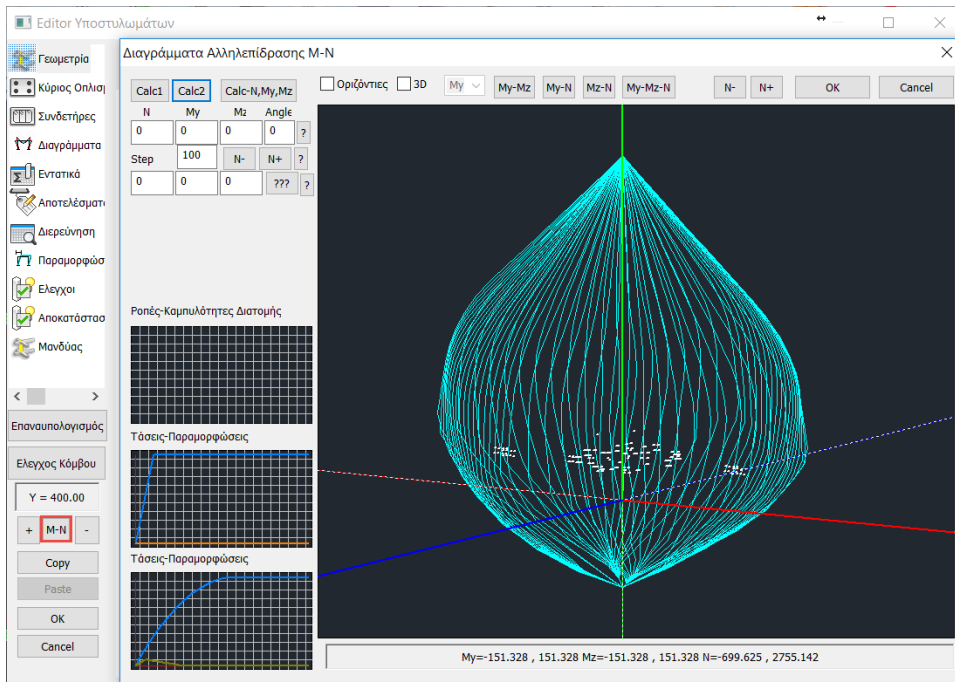 Editor Υποστυλωμάτων
Διαγράμματα Αλληλεπίδρασης M-N
Γεωμετρία
Κύριος Οπλισμ
Συνδετήρες
Διαγράμματα
Εντατικά
Αποτελέσματ
Διερεύνηση
Παραμορφώσ
Ελεγχοι
Αποκατάστασ
Μανδύας
Επαναυπολογισμός
Ελεγχος Κόμβου
Y = 400.00
+ M-N -
Copy
Paste
OK
Cancel
Calc1 Calc2 Calc-N,My,Mz
Οριζόντιες 3D My My-Mz My-N Mz-N My-Mz-N N- N+ OK Cancel
N My Mz Angle
0 0 0 0 ?
Step 100 N- N+ ?
0 0 0 ??? ?
Ροπές-Καμπυλότητες Διατομής
Τάσεις-Παραμορφώσεις
Τάσεις-Παραμορφώσεις
My=-151.328 , 151.328 Mz=-151.328 , 151.328 N=-699.625 , 2755.142